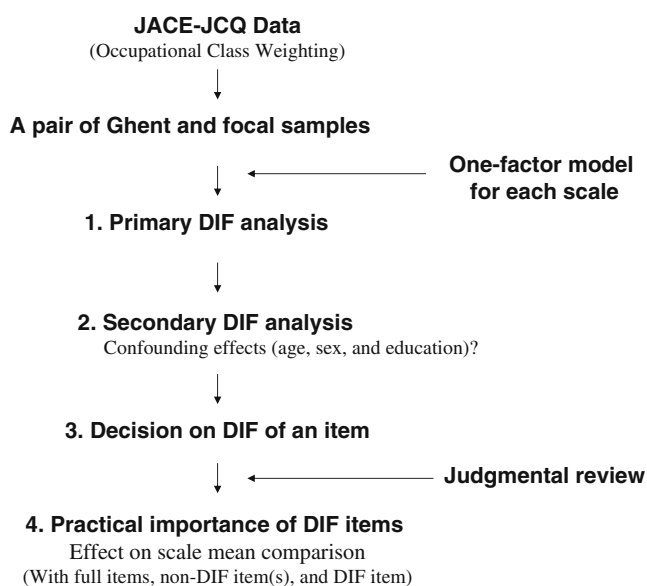 JACE-JCQ Data
(Occupational Class Weighting)
A pair of Ghent and focal samples
One-factor model
for each scale
1. Primary DIF analysis
2. Secondary DIF analysis
Confounding effects (age, sex, and education)?
3. Decision on DIF of an item
Judgmental review
4. Practical importance of DIF items
Effect on scale mean comparison
(With full items, non-DIF item(s), and DIF item)